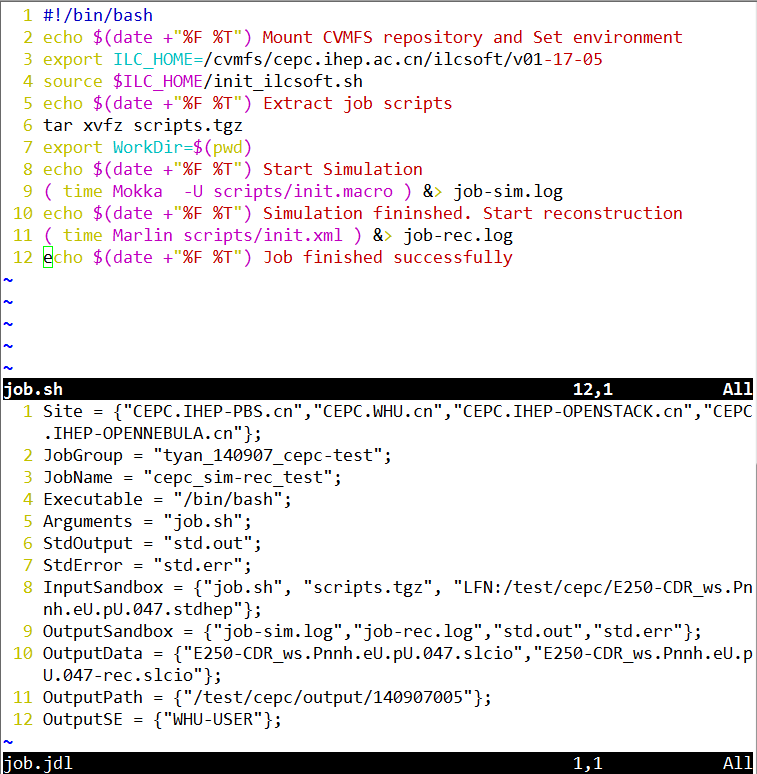 1 #!/bin/bash
2 echo $(date +"%F %T") Mount CVMFS repository and Set environment
3 export ILC_HOME=/cvmfs/cepc.ihep.ac.cn/ilcsoft/v01-17-05
4 source $ILC_HOME/init_ilcsoft.sh
5 echo $(date +"%F %T") Extract job scripts
6 tar xvfz scripts.tgz
7 export WorkDir=$(pwd)
8 echo $(date +"%F %T") Start Simulation
9 ( time Mokka  -U scripts/init.macro ) &> job-sim.log
10 echo $(date +"%F %T") Simulation fininshed. Start reconstruction
11 ( time Marlin scripts/init.xml ) &> job-rec.log
12 echo $(date +"%F %T") Job finished successfully
~
~
~
~
~
job.sh 12,1 All
1 Site = {"CEPC.IHEP-PBS.cn","CEPC.WHU.cn","CEPC.IHEP-OPENSTACK.cn","CEPC
.IHEP-OPENNEBULA.cn"};
2 JobGroup = "tyan_140907_cepc-test";
3 JobName = "cepc_sim-rec_test";
4 Executable = "/bin/bash";
5 Arguments = "job.sh";
6 StdOutput = "std.out";
7 StdError = "std.err";
8 InputSandbox = {"job.sh", "scripts.tgz", "LFN:/test/cepc/E250-CDR_ws.Pn
nh.eU.pU.047.stdhep"};
9 OutputSandbox = {"job-sim.log","job-rec.log","std.out","std.err"};
10 OutputData = {"E250-CDR_ws.Pnnh.eU.pU.047.slcio","E250-CDR_ws.Pnnh.eU.p
U.047-rec.slcio"};
11 OutputPath = {"/test/cepc/output/140907005"};
12 OutputSE = {"WHU-USER"};
~
job.jdl 1,1 All